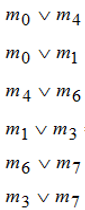 m₀ ∨ m₄
m₀ ∨ m₁
m₄ ∨ m₆
m₁ ∨ m₃
m₆ ∨ m₇
m₃ ∨ m₇